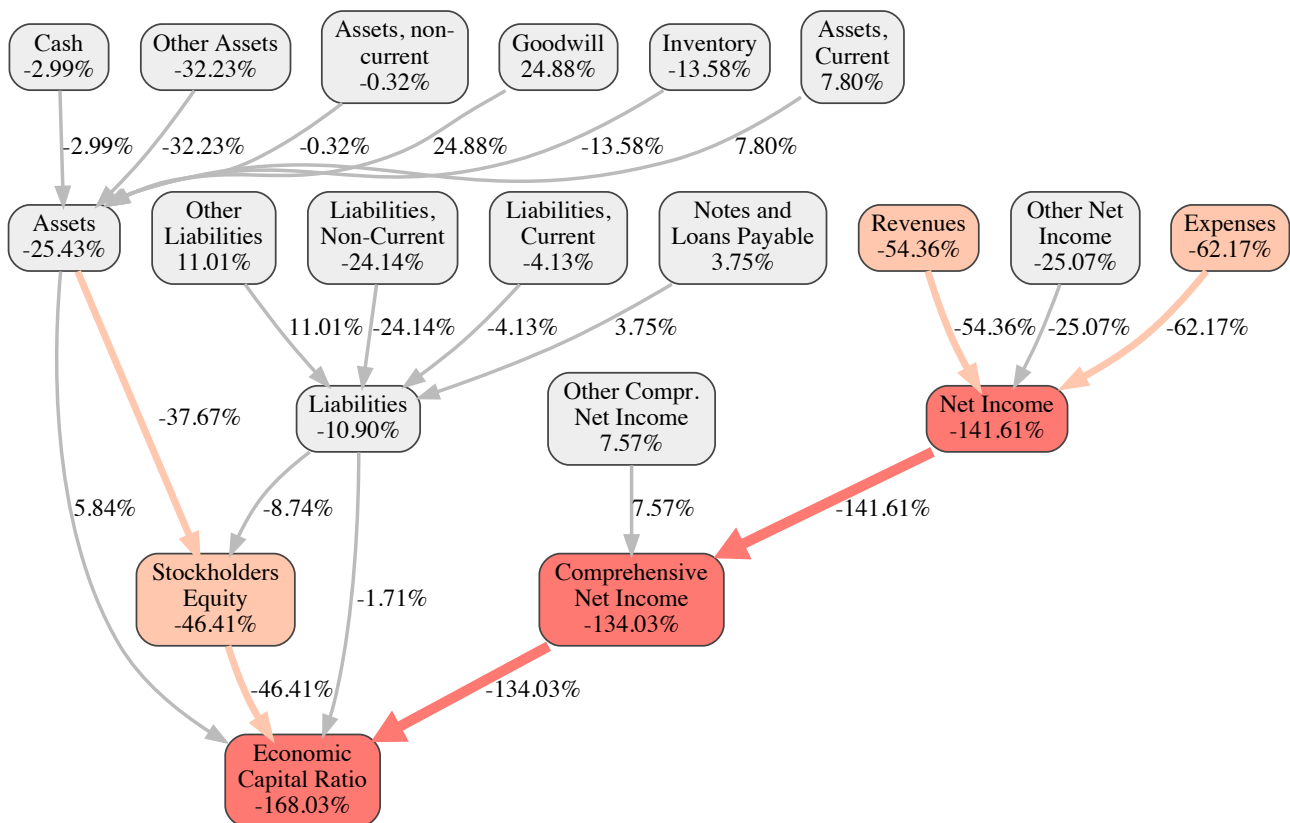 Cash
-2.99%
Other Assets
-32.23%
Assets, non-
current
-0.32%
Goodwill
24.88%
Inventory
-13.58%
Assets,
Current
7.80%
-2.99%
-32.23%
-0.32%
24.88%
-13.58%
7.80%
Assets
-25.43%
Other
Liabilities
11.01%
Liabilities,
Non-Current
-24.14%
Liabilities,
Current
-4.13%
Notes and
Loans Payable
3.75%
Revenues
-54.36%
Other Net
Income
-25.07%
Expenses
-62.17%
11.01%
-24.14%
-4.13%
3.75%
-54.36%
-25.07%
-62.17%
-37.67%
Liabilities
-10.90%
Other Compr.
Net Income
7.57%
Net Income
-141.61%
5.84%
-8.74%
7.57%
-141.61%
Stockholders
Equity
-46.41%
-1.71%
Comprehensive
Net Income
-134.03%
-46.41%
-134.03%
Economic
Capital Ratio
-168.03%